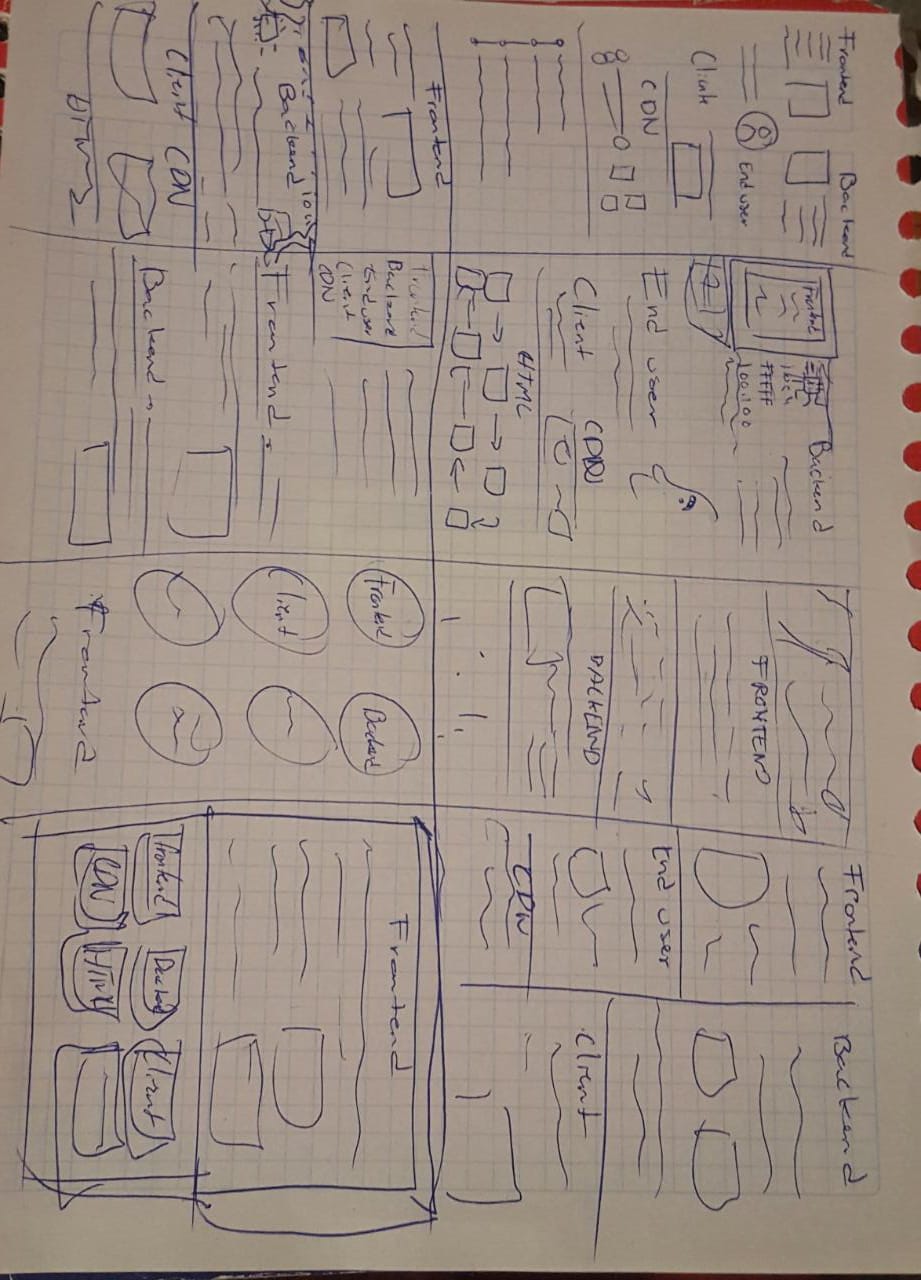 Frontend Backend
End user
CDN
Frontend
Backend
100.100
End user
Client CDN
HTML
FRONTEND
BACKEND
Frontend Backend
End user
Client
CDN
Frontend
Backend
Client CDN
HTML
Frontend
Backend
End user
Client
CDN
Frontend
Backend
Frontend Backend
Client
Frontend
Frontend
Frontend Backend Client
CDN HTML